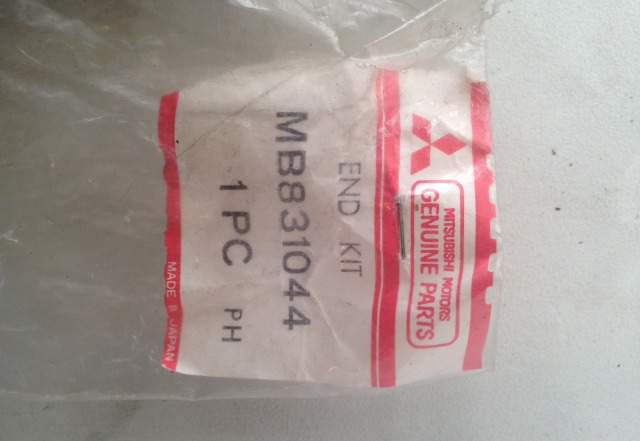 MITSUBISHI MOTORS
GENUINE PARTS
END KIT
MB831044
1 PC PH
MADE IN JAPAN